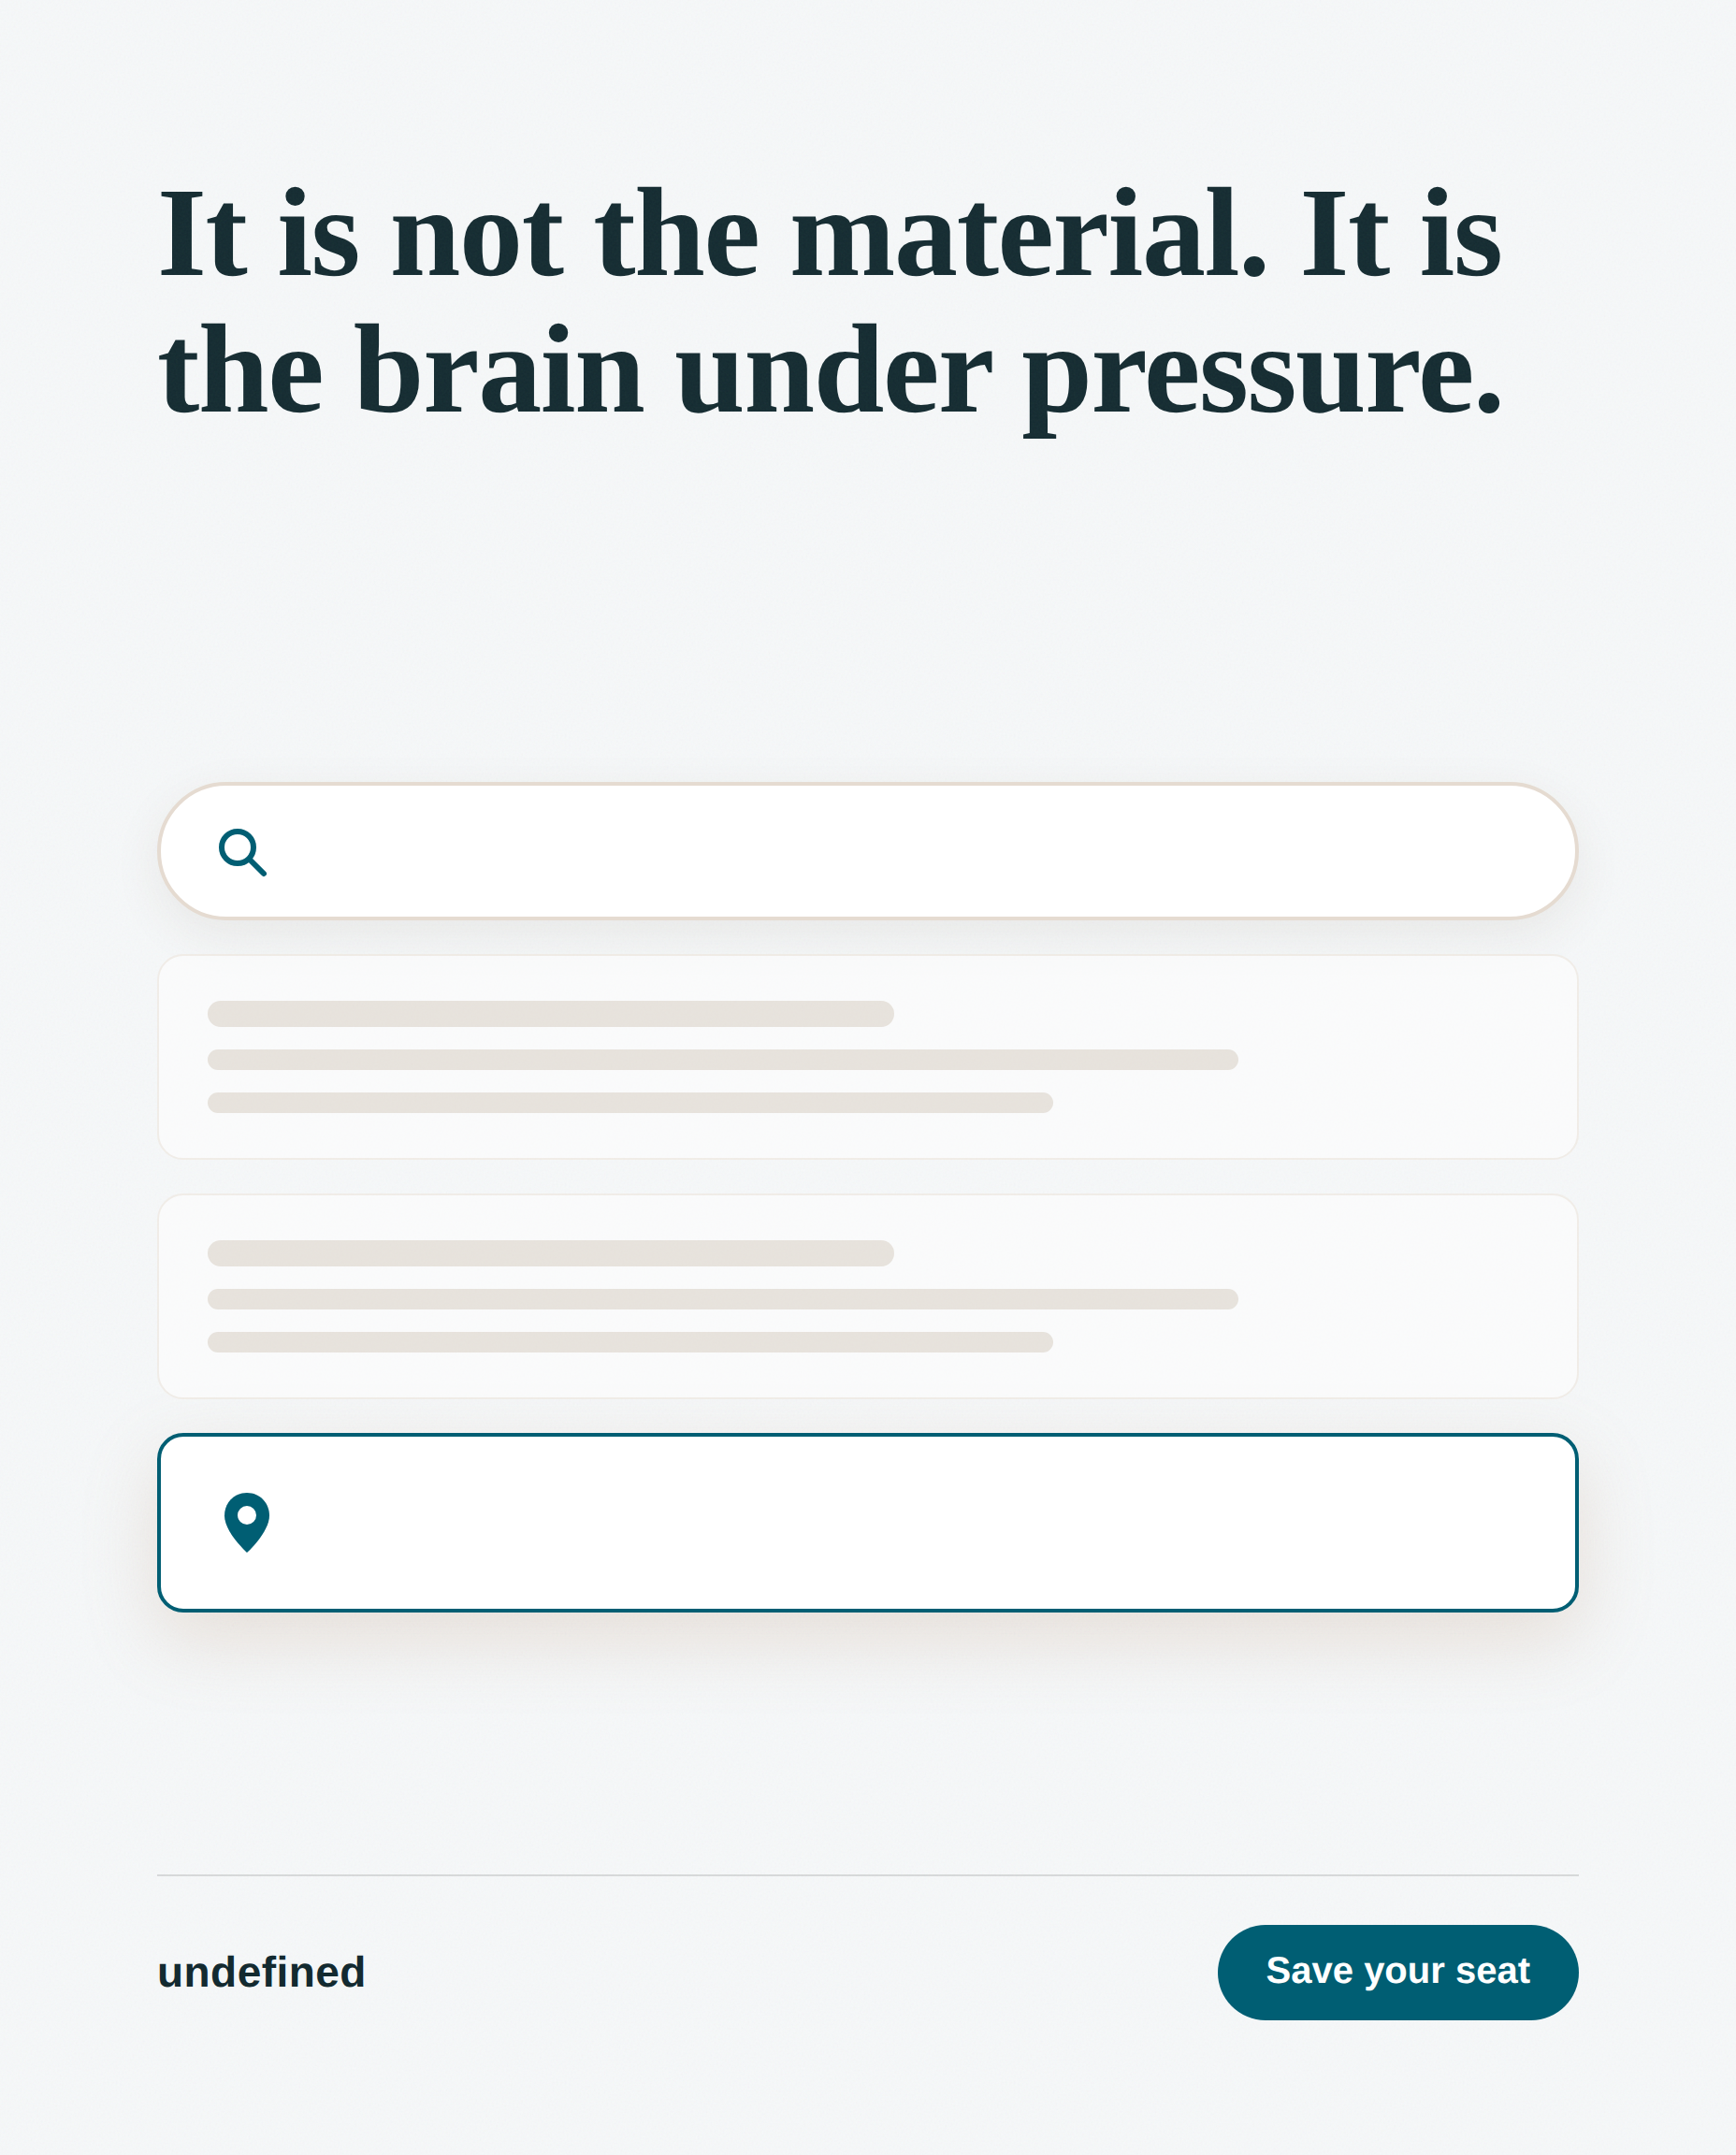 It is not the material. It is
the brain under pressure.
undefined
Save your seat